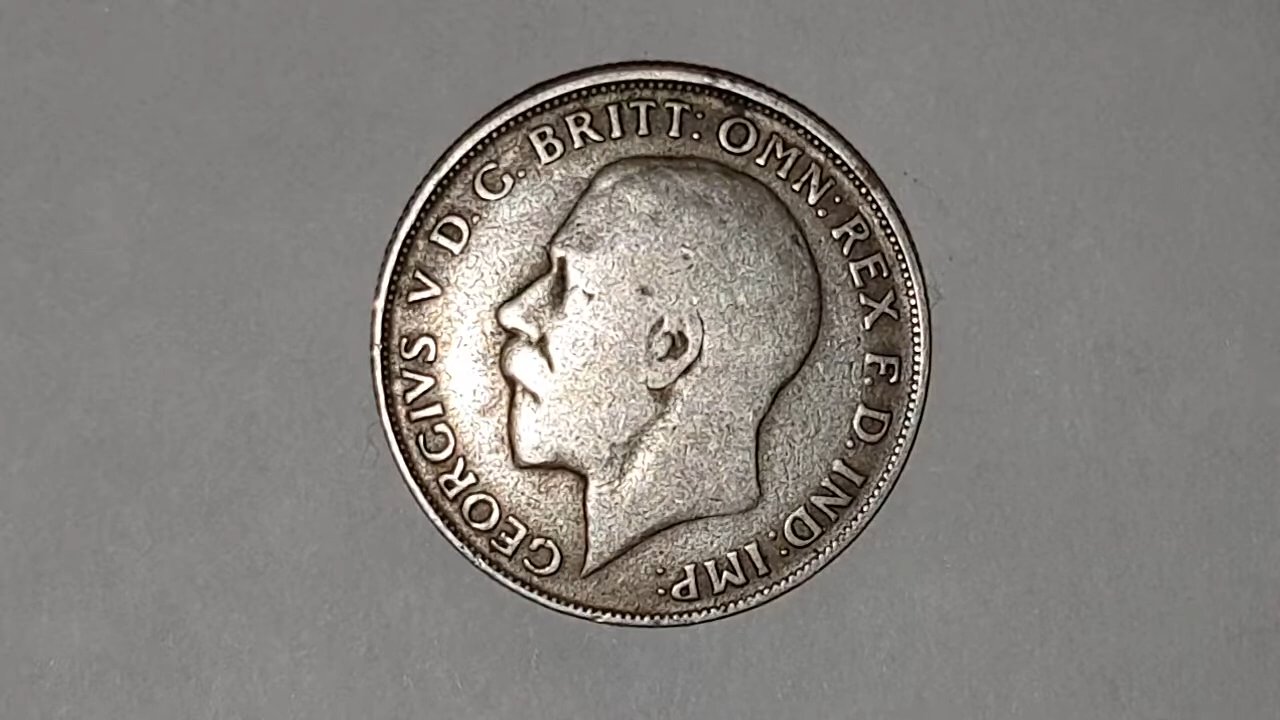 GEORGIVS V D. G. BRITT: OMN: REX F. D. IND: IMP: